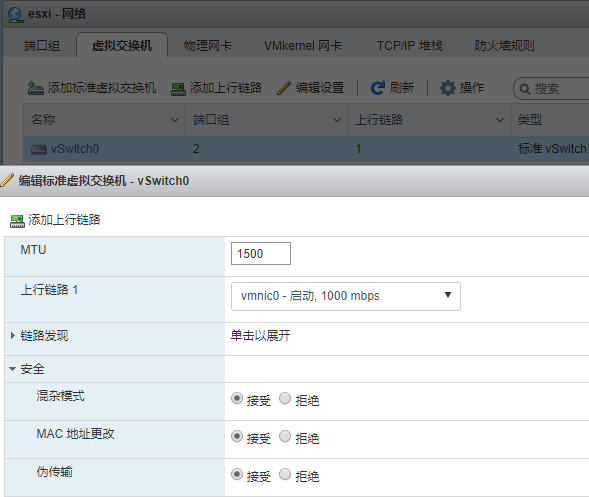 esxi - 网络
端口组 虚拟交换机 物理网卡 VMkernel 网卡 TCP/IP 堆栈 防火墙规则
添加标准虚拟交换机 添加上行链路 编辑设置 刷新 操作 搜索
名称 端口组 上行链路 类型
vSwitch0 2 1 标准 vSwitch
编辑标准虚拟交换机 - vSwitch0
添加上行链路
MTU 1500
上行链路 1 vmnic0 - 启动, 1000 mbps
链路发现 单击以展开
安全
混杂模式 接受 拒绝
MAC 地址更改 接受 拒绝
伪传输 接受 拒绝